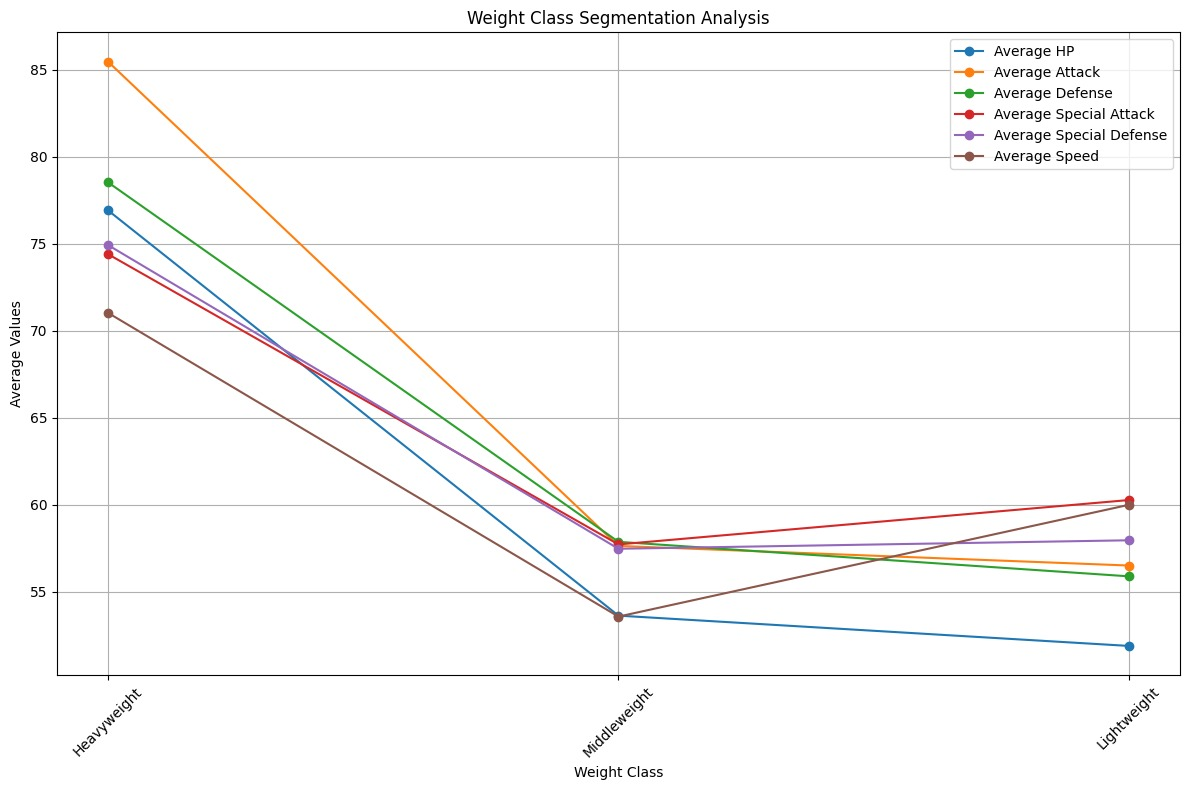 Weight Class Segmentation Analysis
Average HP
Average Attack
Average Defense
Average Special Attack
Average Special Defense
Average Speed
85
80
75
70
65
60
55
Average Values
Heavyweight
Middleweight
Lightweight
Weight Class